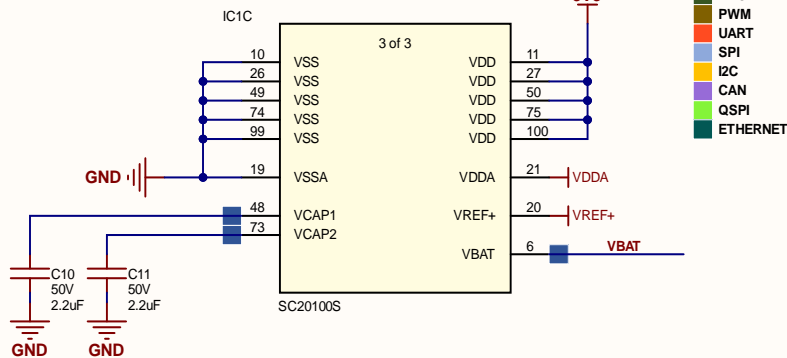 IC1C
3 of 3
10 VSS VDD 11
26 VSS VDD 27
49 VSS VDD 50
74 VSS VDD 75
99 VSS VDD 100
GND 19 VSSA VDDA 21 VDDA
48 VCAP1 VREF+ 20 VREF+
73 VCAP2
VBAT 6 VBAT
SC20100S
C10
50V
2.2uF
GND
C11
50V
2.2uF
GND
PWM
UART
SPI
I2C
CAN
QSPI
ETHERNET